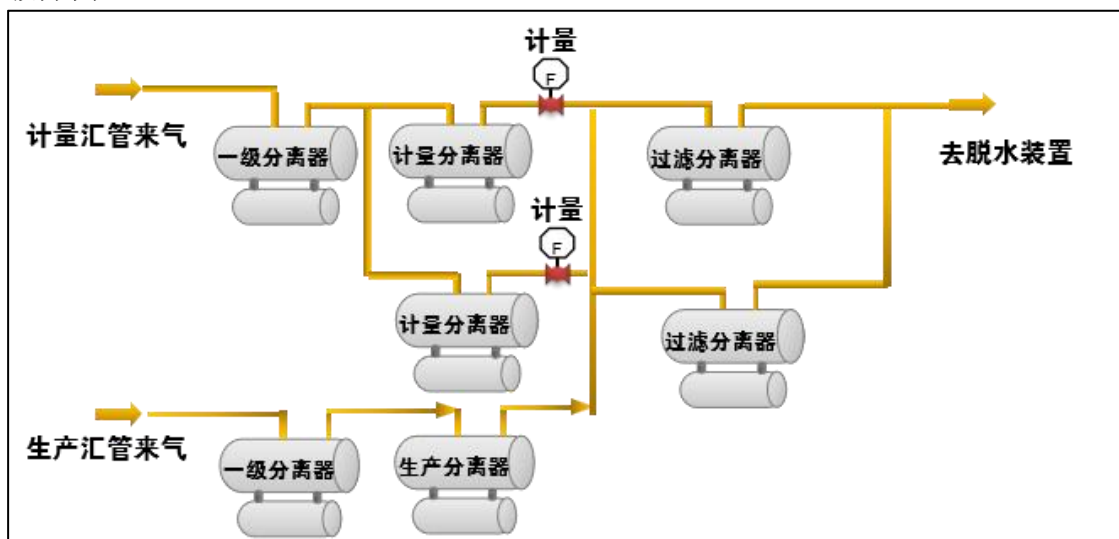 计量
F
计量汇管来气
一级分离器
计量分离器
过滤分离器
去脱水装置
计量
F
计量分离器
过滤分离器
生产汇管来气
一级分离器
生产分离器